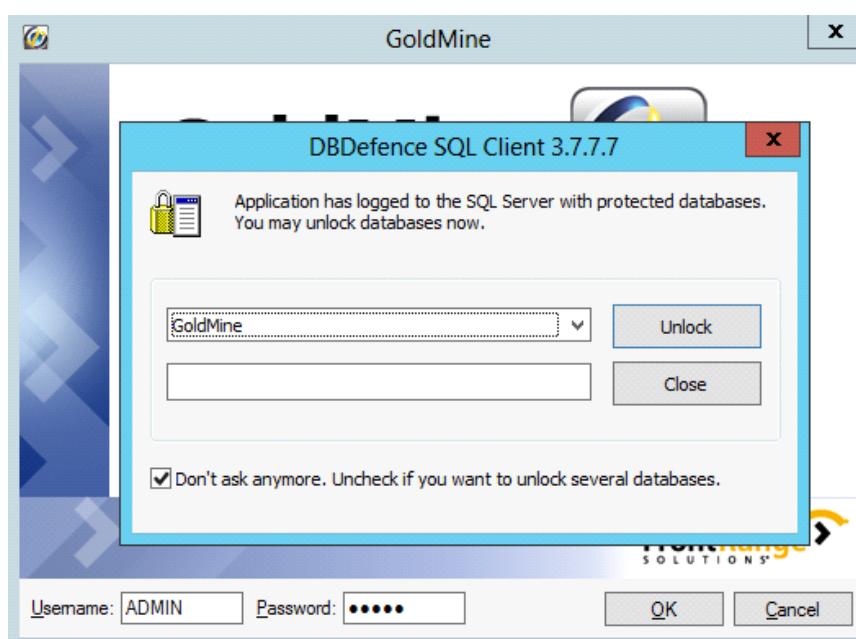 GoldMine
DBDefence SQL Client 3.7.7.7
Application has logged to the SQL Server with protected databases.
You may unlock databases now.
GoldMine
Unlock
Close
Don't ask anymore. Uncheck if you want to unlock several databases.
SOLUTIONS
Username: ADMIN Password: ●●●●● OK Cancel